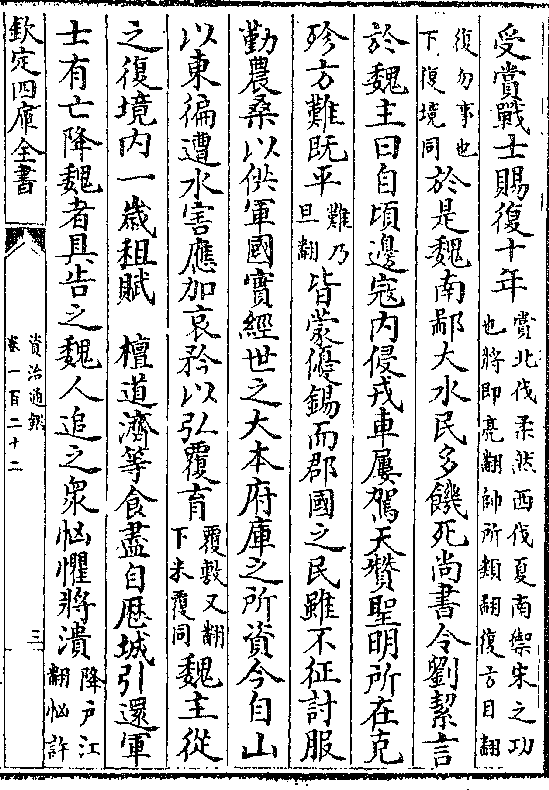 受賞戰士賜復十年賞北伐柔然西伐夏南禦宋之功也將即亮翻帥所類翻復方目翻
復勿事也下復境同於是魏南鄙大水民多饑死尚書令劉絜言
於魏主曰自頃邊寇内侵戎車屢駕天贊聖明所在克
殄方難既平難乃旦翻皆蒙優錫而郡國之民雖不征討服
勤農桑以供軍國實經世之大本府庫之所資今自山
以東徧遭水害應加哀矜以弘覆育覆敷又翻下未覆同魏主從
之復境内一歲租賦　檀道濟等食盡自厯城引還軍
士有亡降魏者具告之魏人追之衆恟懼將潰降戶江翻恟許
欽定四庫全書
資治通鑑
卷一百二十二
三